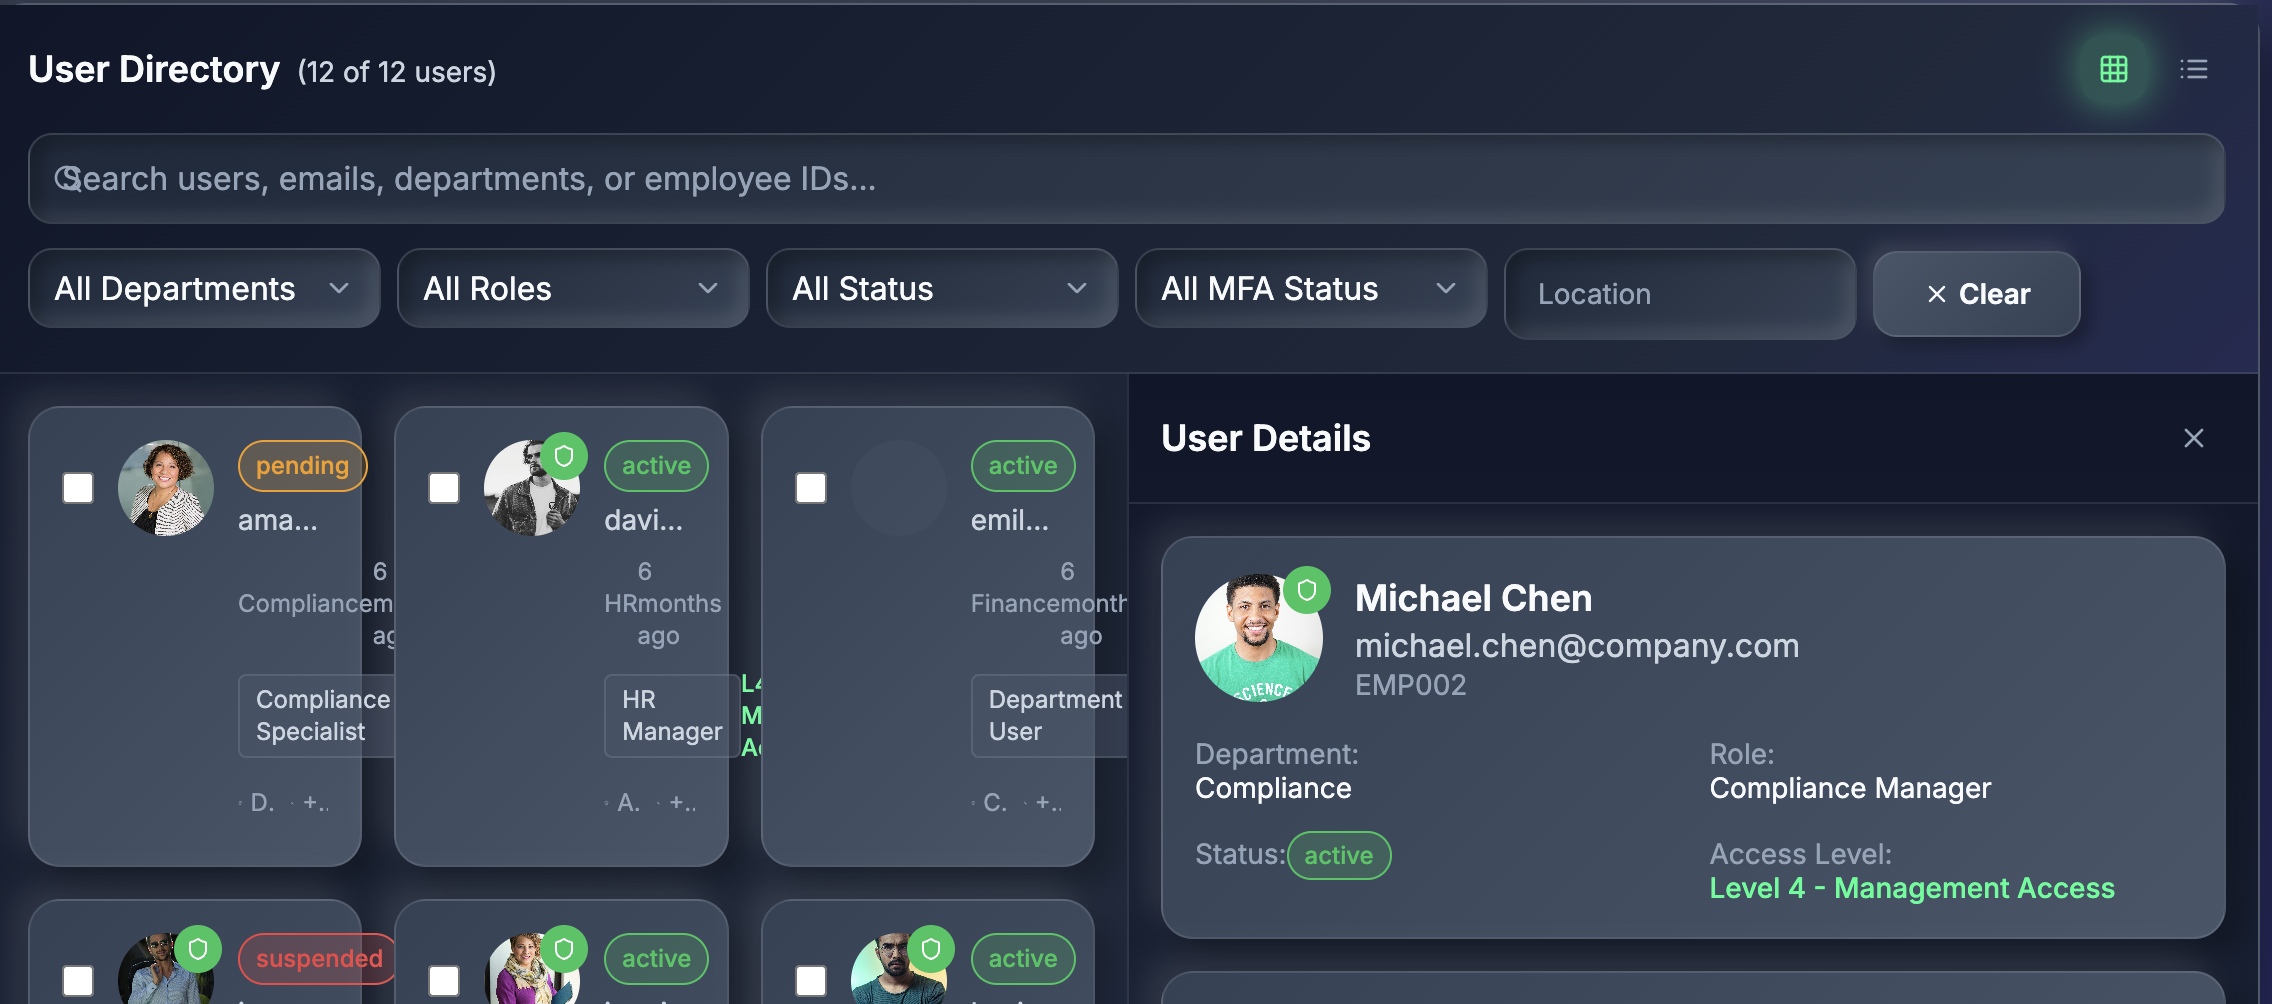 User Directory (12 of 12 users)
Search users, emails, departments, or employee IDs...
All Departments
All Roles
All Status
All MFA Status
Location
Clear
pending
ama...
6
Compliancem
ag
Compliance
Specialist
D. +..
active
davi...
6
HRmonths
ago
HR
Manager
L4
M
Ac
A. +..
active
emil...
6
Financemonth
ago
Department
User
C. +..
suspended
active
active
User Details
SCIENCE
Michael Chen
michael.chen@company.com
EMP002
Department:
Compliance
Role:
Compliance Manager
Status: active
Access Level:
Level 4 - Management Access